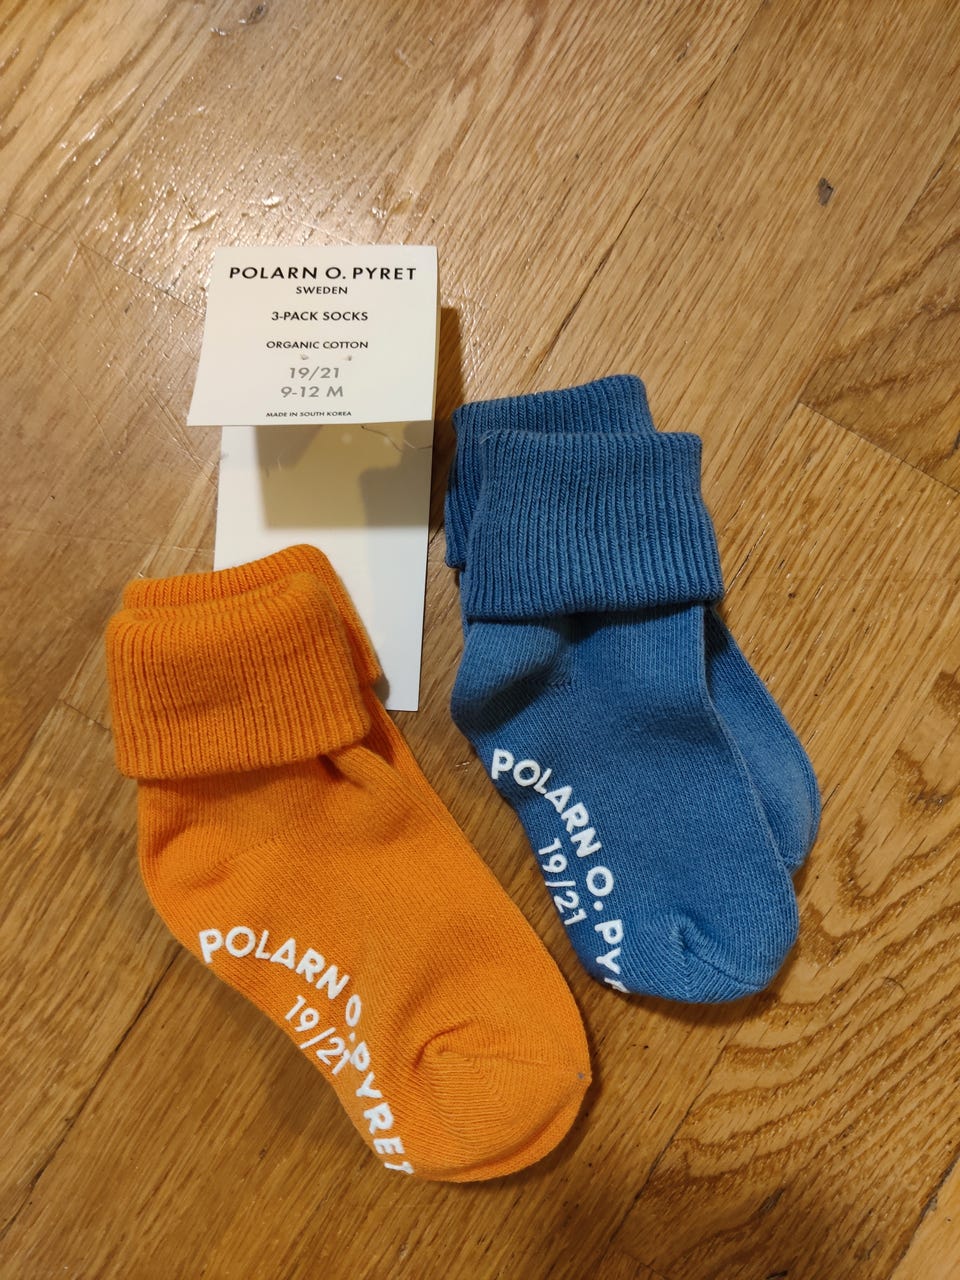 POLARN O. PYRET
SWEDEN
3-PACK SOCKS
ORGANIC COTTON
19/21
9-12 M
MADE IN SOUTH KOREA
POLARN O. PY
19/21
POLARN O. PYRET
19/21